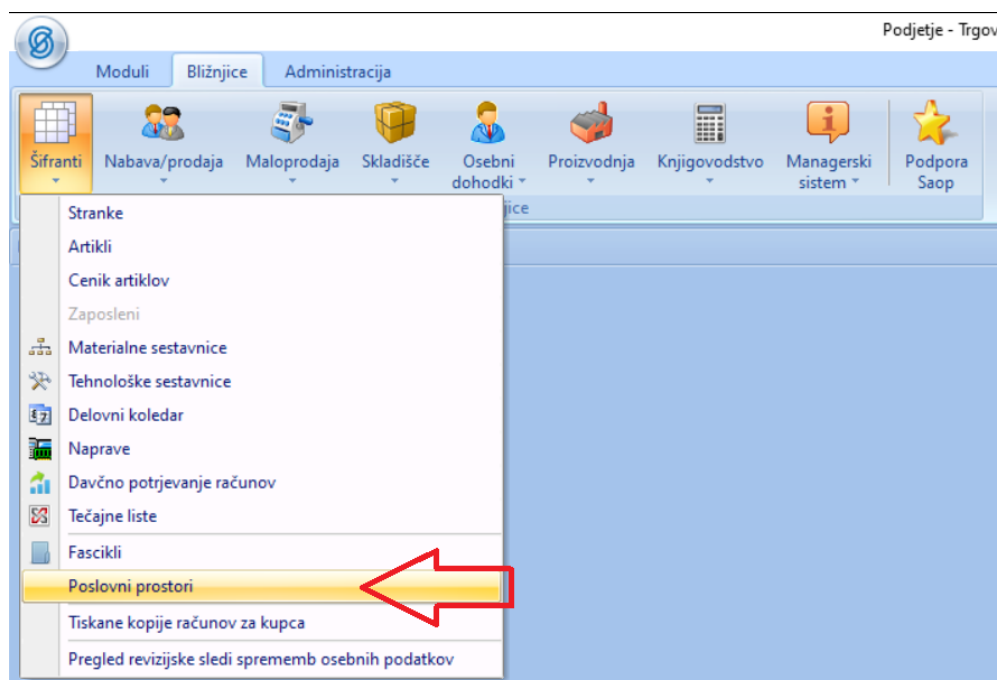 Podjetje - Trgov
Moduli Bližnjice Administracija
Šifranti Nabava/prodaja Maloprodaja Skladišče Osebni dohodki Proizvodnja Knjigovodstvo Managerski sistem Podpora Saop
jice
Stranke
Artikli
Cenik artiklov
Zaposleni
Materialne sestavnice
Tehnološke sestavnice
Delovni koledar
Naprave
Davčno potrjevanje računov
Tečajne liste
Fascikli
Poslovni prostori
Tiskane kopije računov za kupca
Pregled revizijske sledi sprememb osebnih podatkov